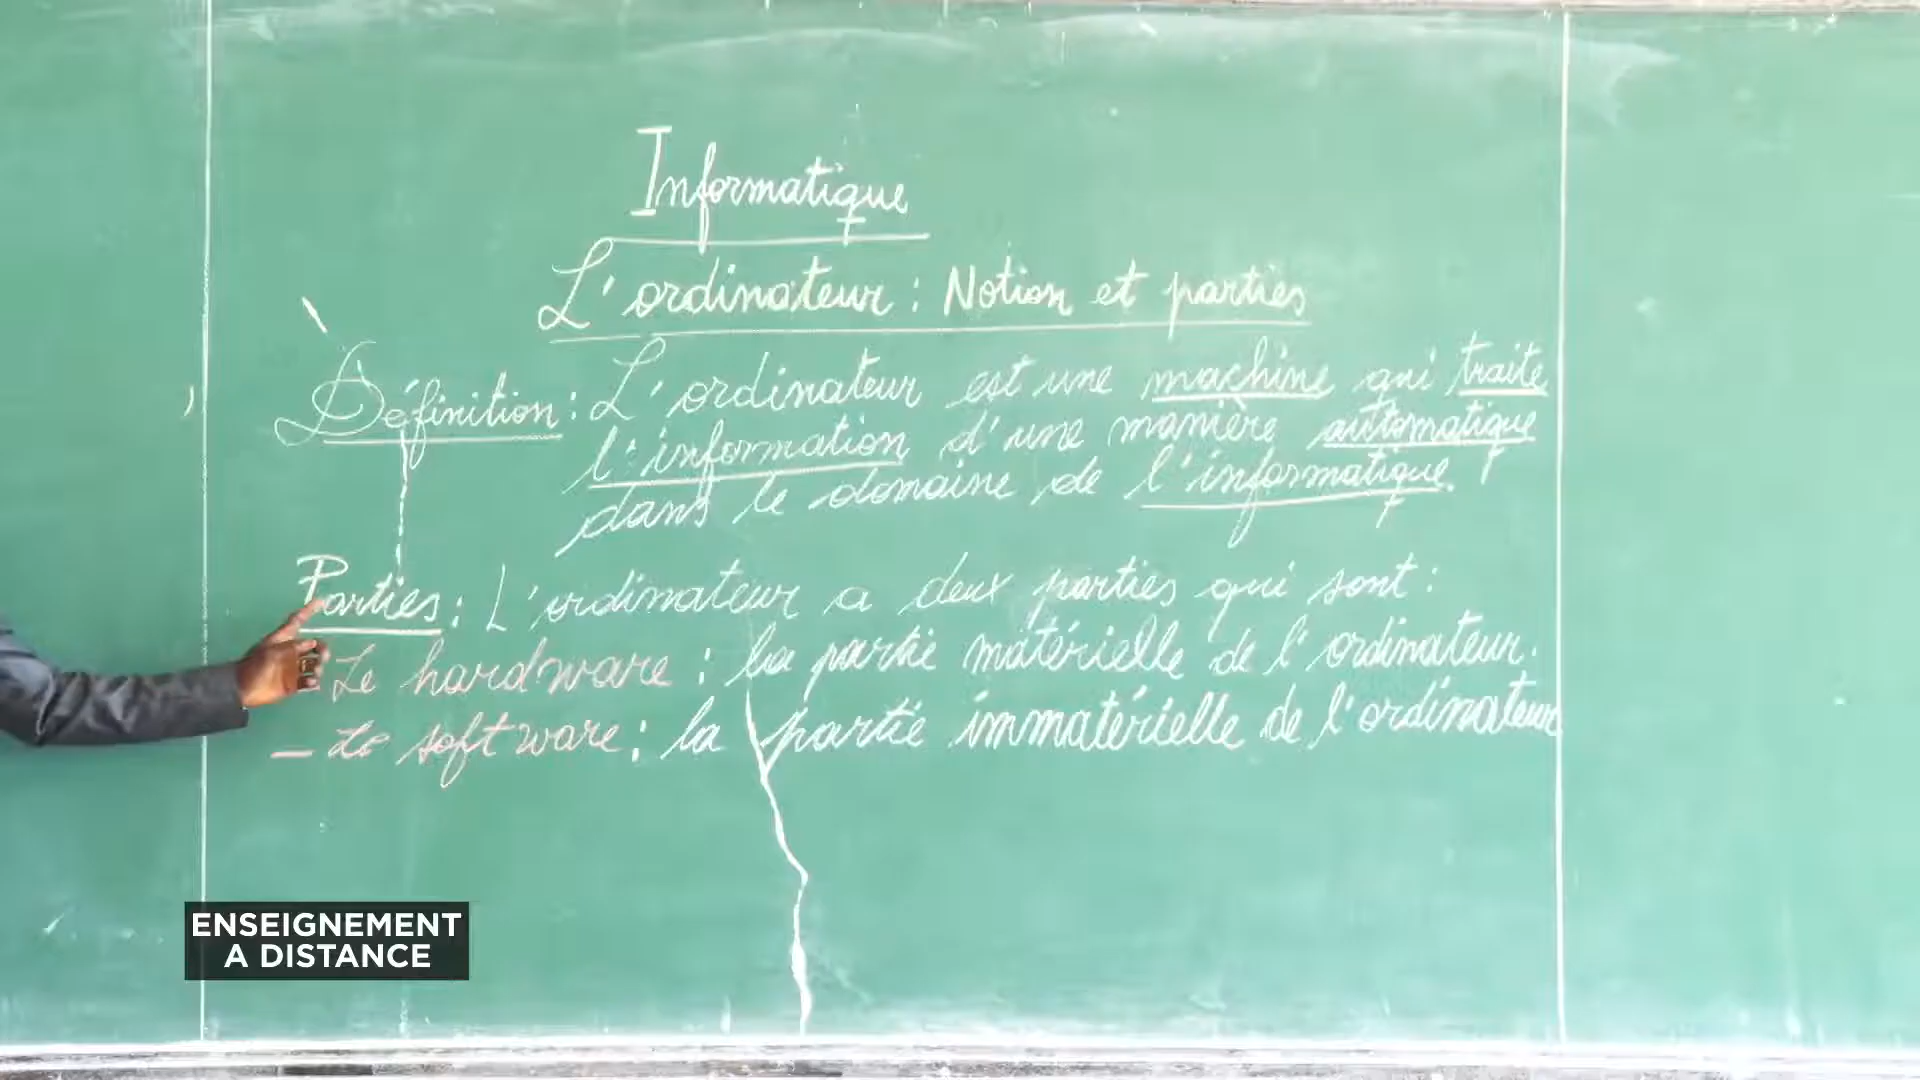 Informatique
L'ordinateur : Notion et parties
Définition : L'ordinateur est une machine qui traite
l'information d'une manière automatique
dans le domaine de l'informatique.
Parties : L'ordinateur a deux parties qui sont :
- Le hardware : la partie matérielle de l'ordinateur.
- Le software : la partie immatérielle de l'ordinateur
ENSEIGNEMENT
A DISTANCE